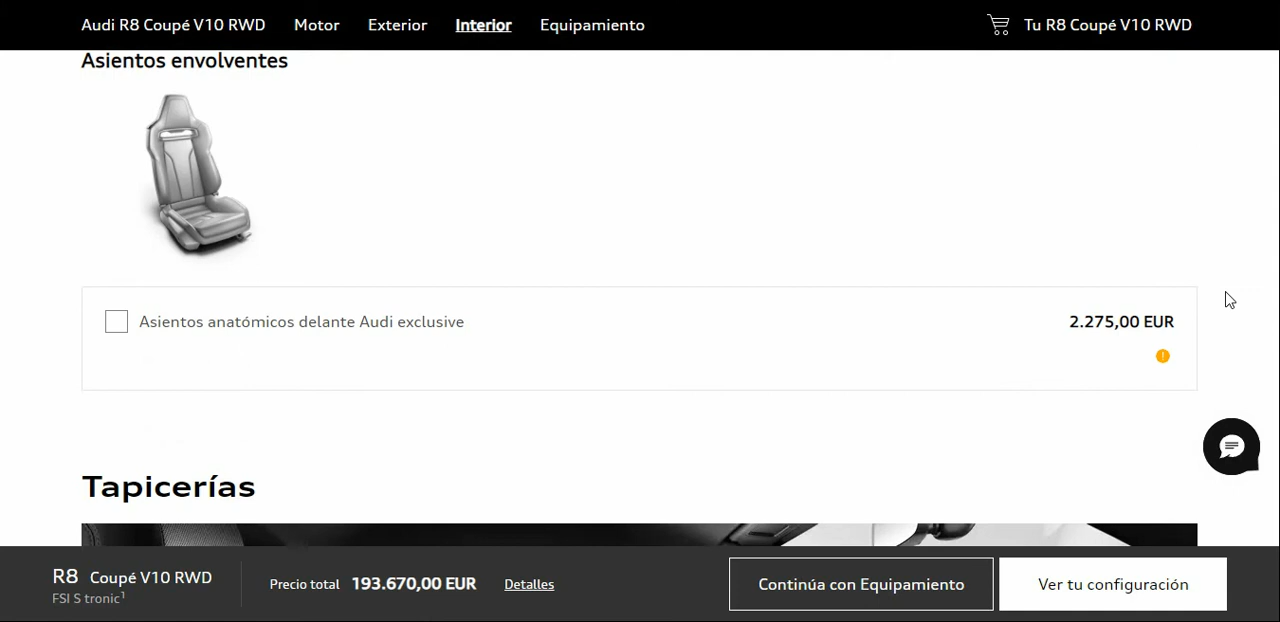 Audi R8 Coupé V10 RWD Motor Exterior Interior Equipamiento Tu R8 Coupé V10 RWD
Asientos envolventes
Asientos anatómicos delante Audi exclusive 2.275,00 EUR
Tapicerías
R8 Coupé V10 RWD
FSI S tronic¹
Precio total 193.670,00 EUR Detalles
Continúa con Equipamiento
Ver tu configuración